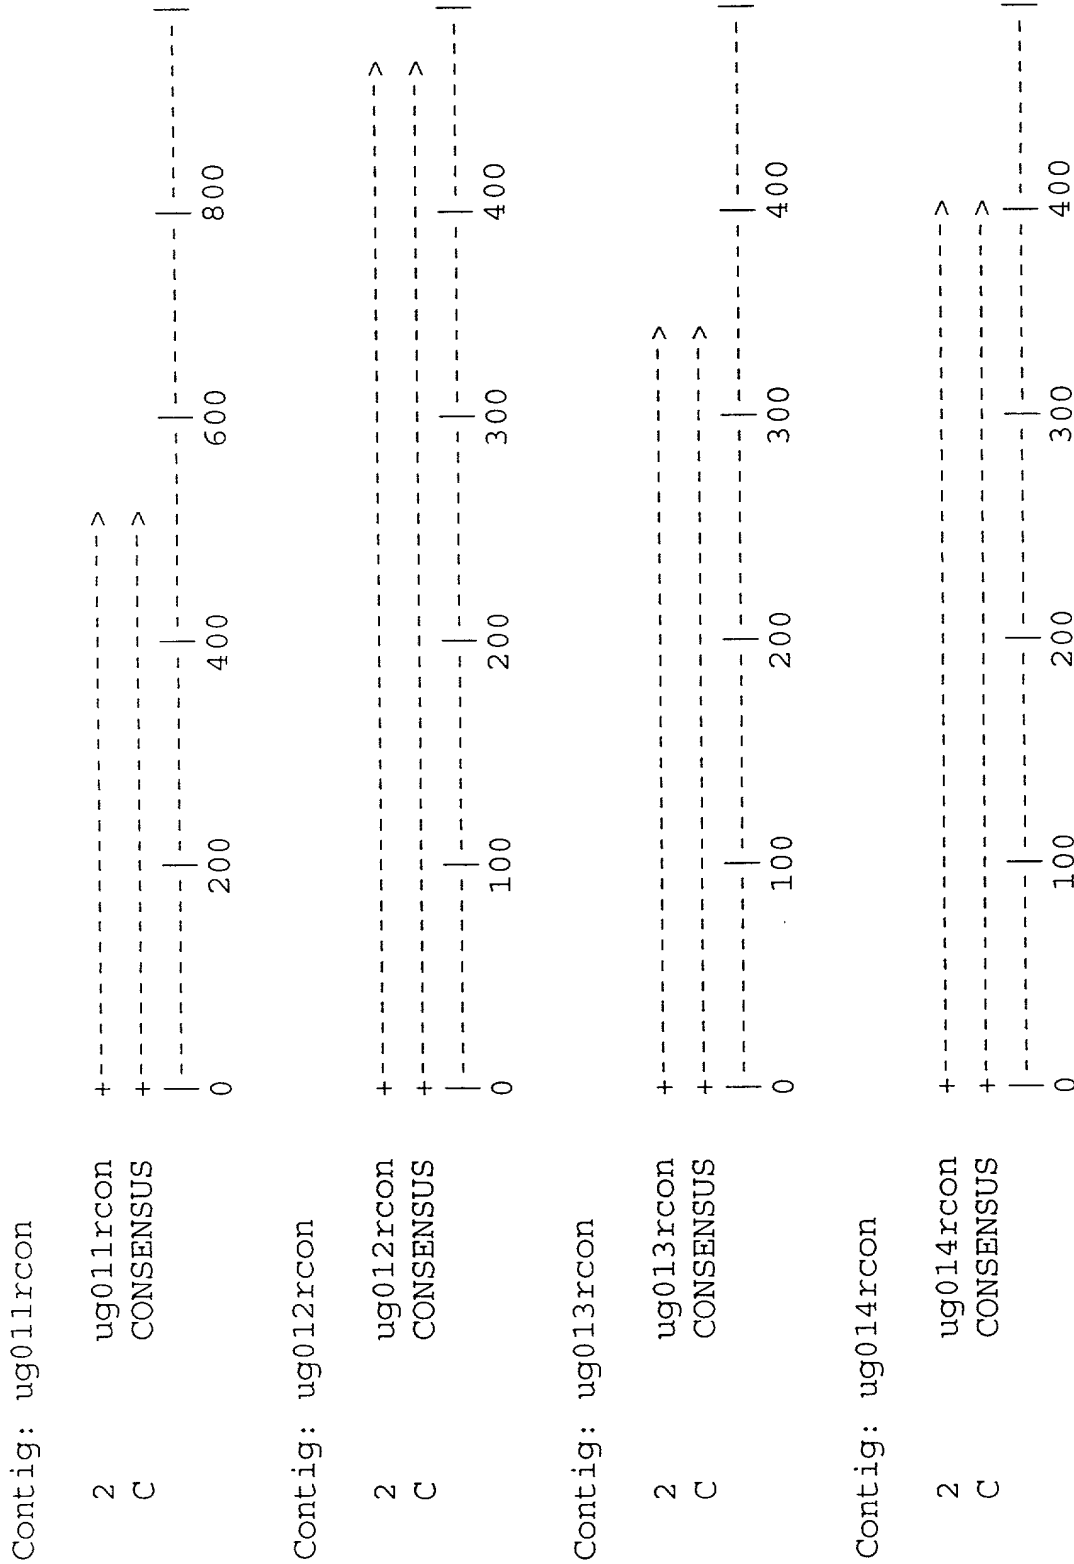 Contig: ug011rcon
2 ug011rcon +--------------------------->
C CONSENSUS +--------------------------->
|----------|----------|----------|---------|---------|
0 200 400 600 800
Contig: ug012rcon
2 ug012rcon +------------------------------------------------->
C CONSENSUS +------------------------------------------------->
|----------|----------|----------|---------|---------|
0 100 200 300 400
Contig: ug013rcon
2 ug013rcon +------------------------------------>
C CONSENSUS +------------------------------------>
|----------|----------|----------|---------|---------|
0 100 200 300 400
Contig: ug014rcon
2 ug014rcon +------------------------------------------>
C CONSENSUS +------------------------------------------>
|----------|----------|----------|---------|---------|
0 100 200 300 400